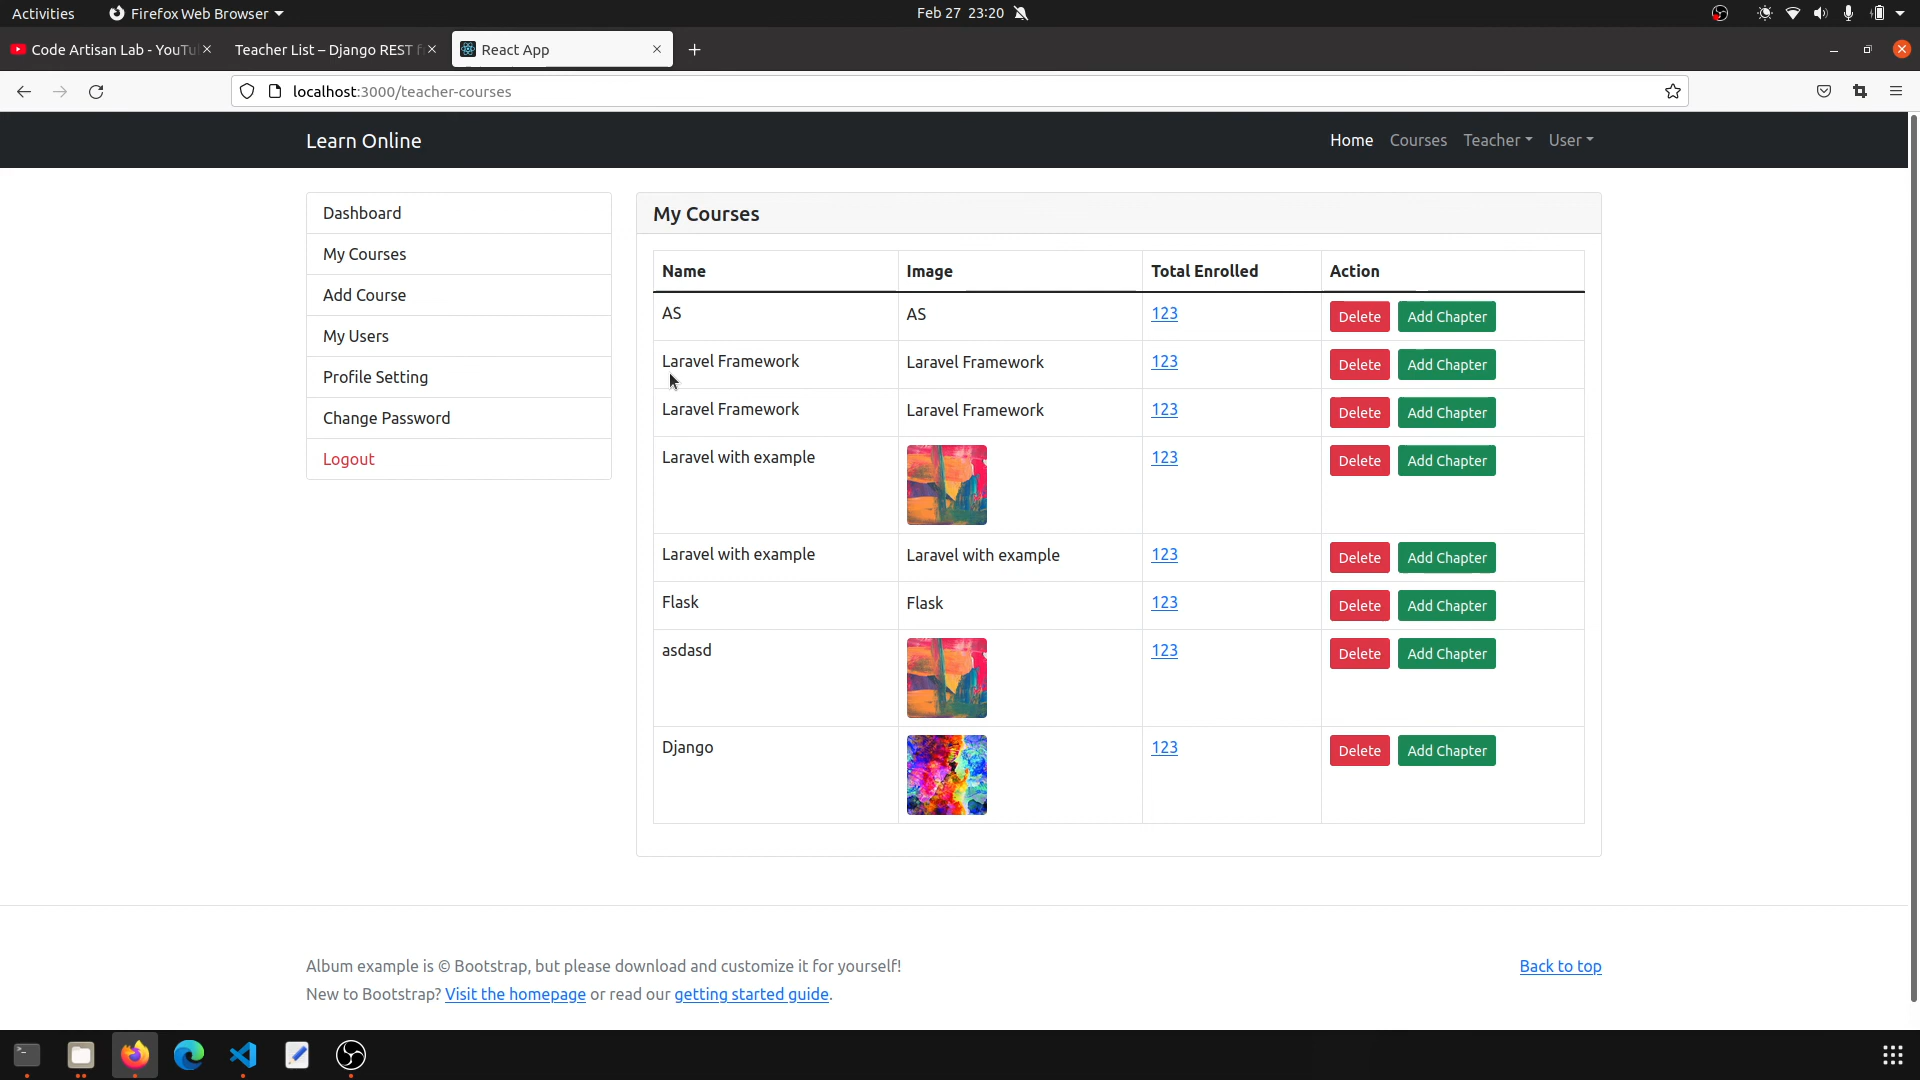 Activities Firefox Web Browser Feb 27 23:20
Code Artisan Lab - YouTu Teacher List – Django REST f React App
localhost:3000/teacher-courses
Learn Online Home Courses Teacher User
Dashboard
My Courses
Add Course
My Users
Profile Setting
Change Password
Logout
My Courses
Name Image Total Enrolled Action
AS AS 123 Delete Add Chapter
Laravel Framework Laravel Framework 123 Delete Add Chapter
Laravel Framework Laravel Framework 123 Delete Add Chapter
Laravel with example 123 Delete Add Chapter
Laravel with example Laravel with example 123 Delete Add Chapter
Flask Flask 123 Delete Add Chapter
asdasd 123 Delete Add Chapter
Django 123 Delete Add Chapter
Album example is © Bootstrap, but please download and customize it for yourself! Back to top
New to Bootstrap? Visit the homepage or read our getting started guide.